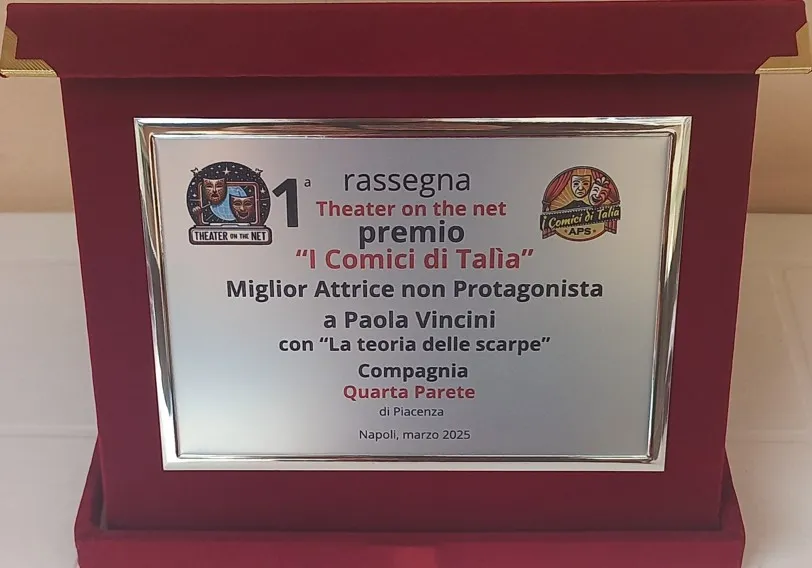 1ª rassegna
Theater on the net
premio
“I Comici di Talìa”
Miglior Attrice non Protagonista
a Paola Vincini
con “La teoria delle scarpe”
Compagnia
Quarta Parete
di Piacenza
Napoli, marzo 2025
THEATER ON THE NET
I Comici di Talia
APS